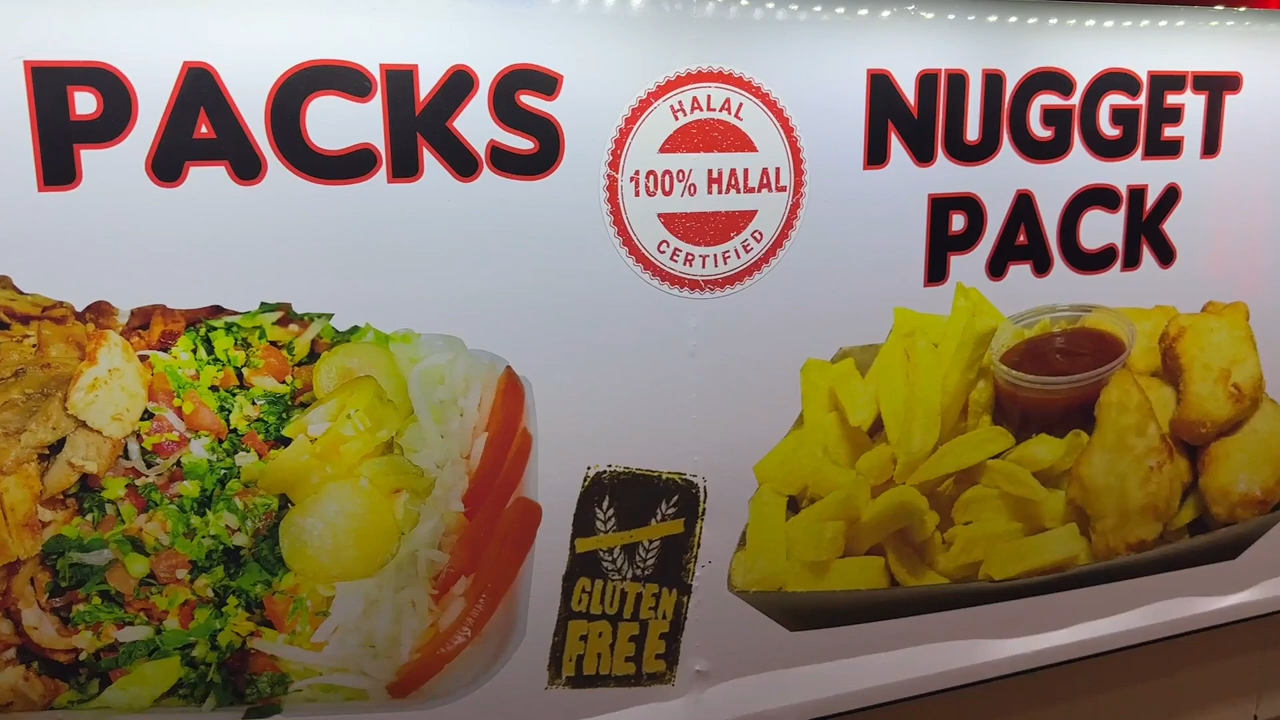 PACKS
HALAL
100% HALAL
CERTIFIED
NUGGET
PACK
GLUTEN
FREE